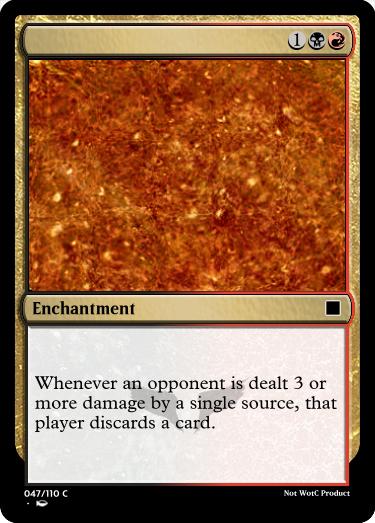 1
Enchantment
Whenever an opponent is dealt 3 or
more damage by a single source, that
player discards a card.
047/110 C
Not WotC Product